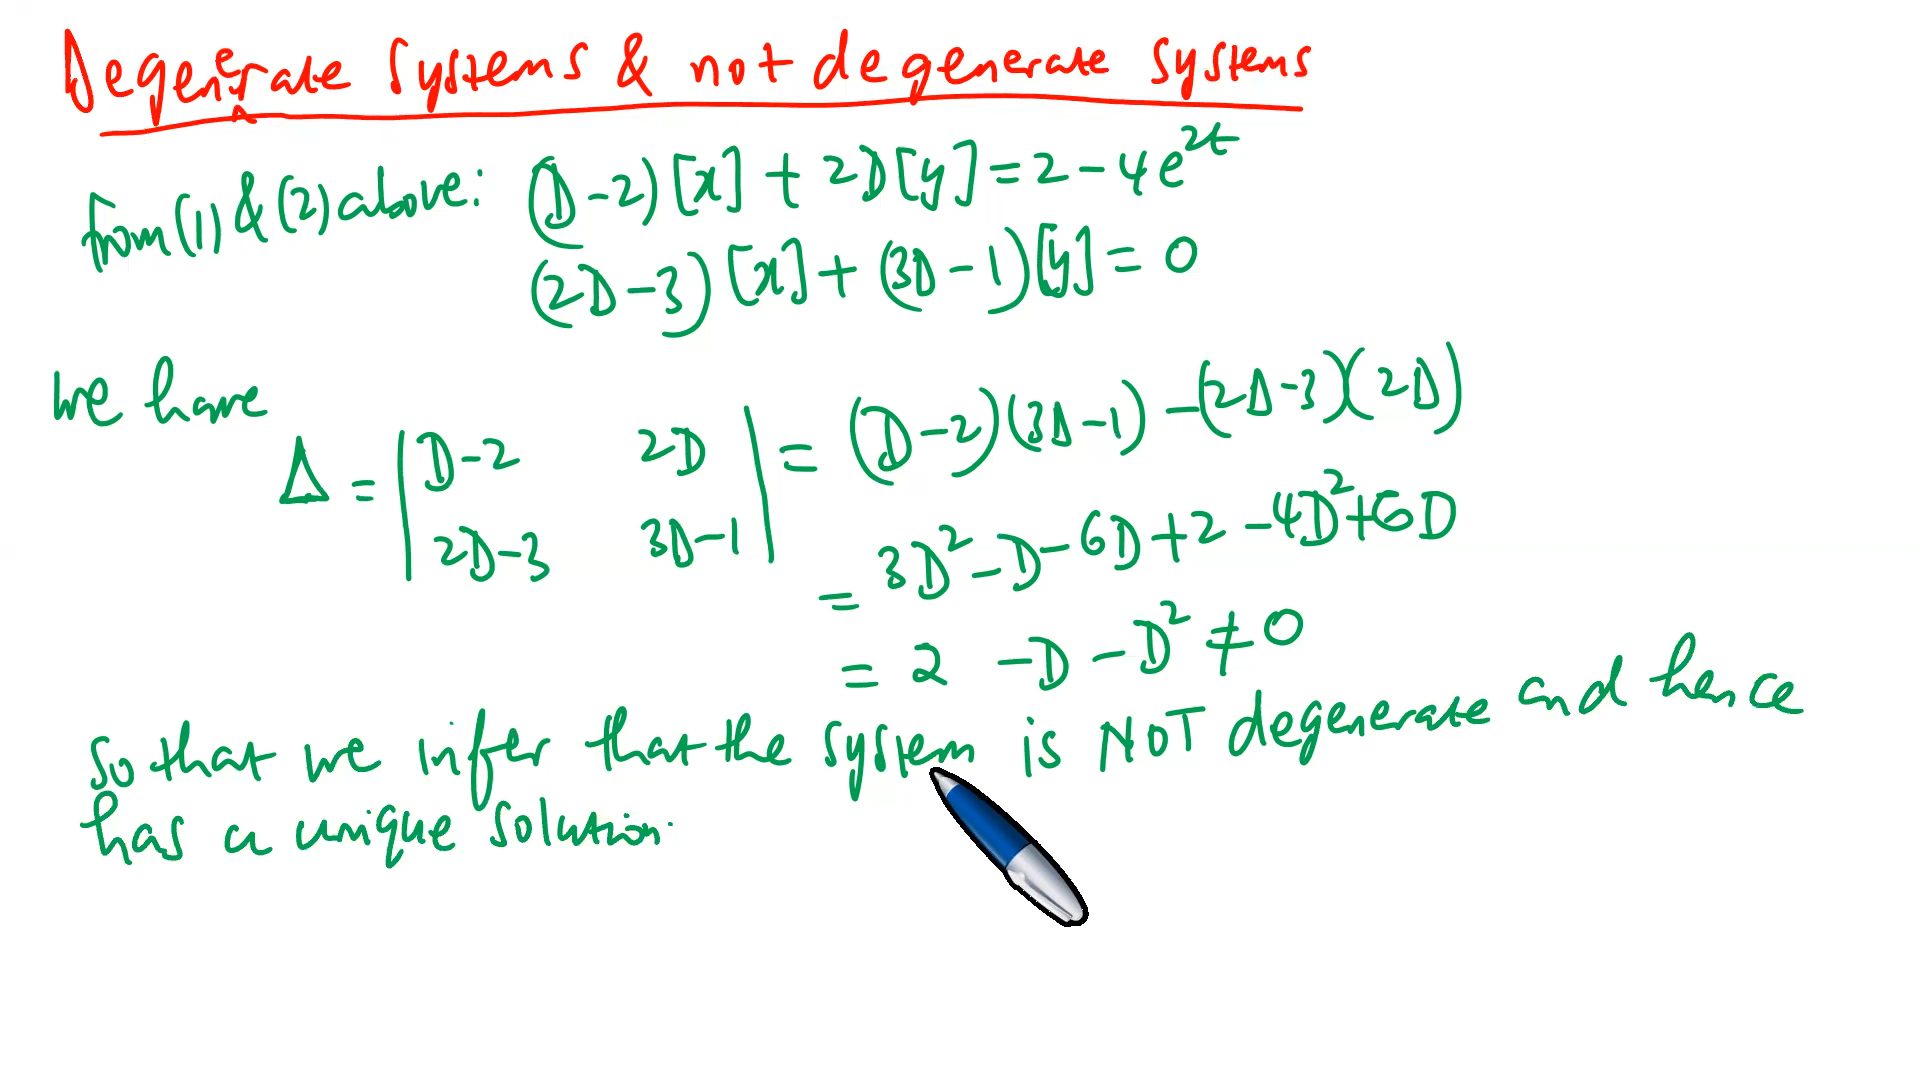 Degenerate systems & not degenerate systems
from (1) & (2) above: (D-2)[x] + 2D[y] = 2 - 4e^{2t}
(2D-3)[x] + (3D-1)[y] = 0
we have
Δ = |D-2 2D| = (D-2)(3D-1) - (2D-3)(2D)
|2D-3 3D-1|
= 3D² - D - 6D + 2 - 4D² + 6D
= 2 - D - D² ≠ 0
so that we infer that the system is NOT degenerate and hence
has a unique solution.